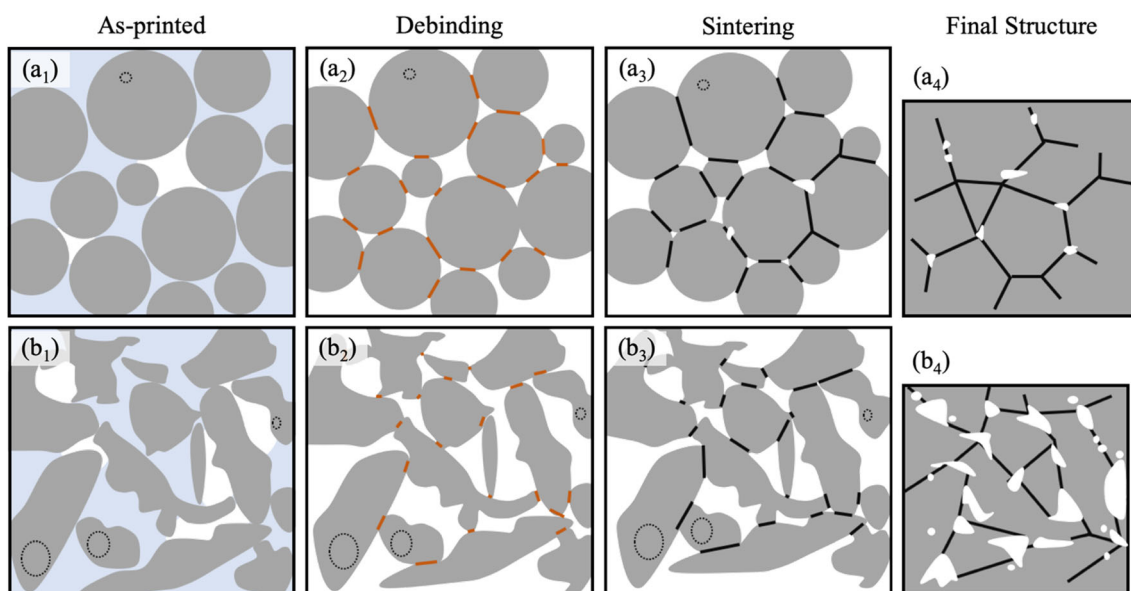 As-printed
Debinding
Sintering
Final Structure
(a₁)
(a₂)
(a₃)
(a₄)
(b₁)
(b₂)
(b₃)
(b₄)